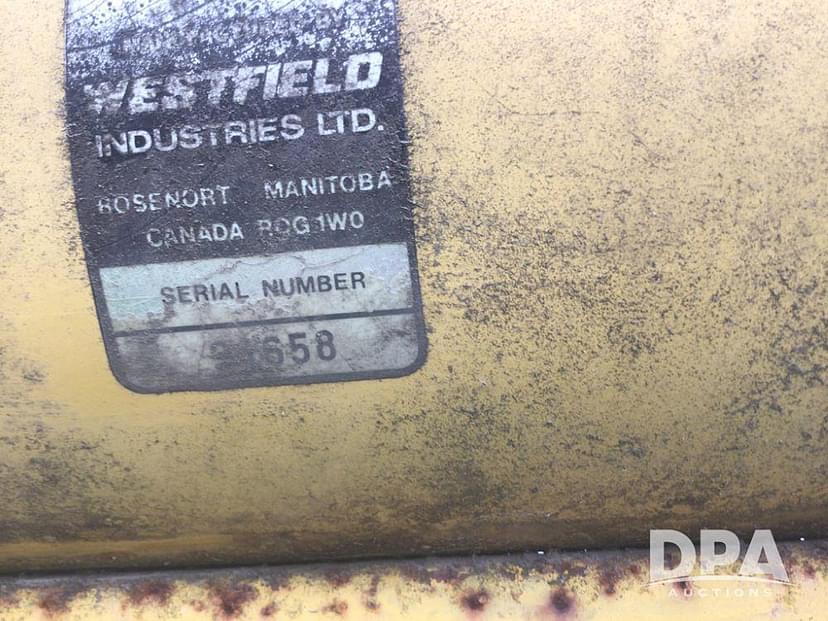 WESTFIELD
INDUSTRIES LTD.
ROSENORT MANITOBA
CANADA R0G 1W0
SERIAL NUMBER
DPA
AUCTIONS